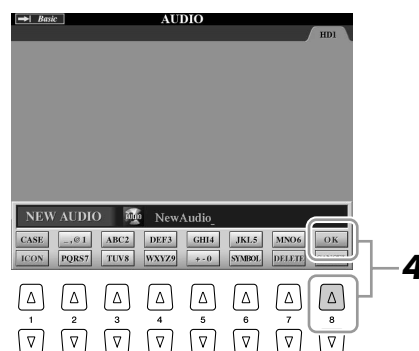 Basic AUDIO
HD1
NEW AUDIO AUDIO NewAudio_
CASE _,@1 ABC2 DEF3 GHI4 JKL5 MNO6 OK
ICON PQRS7 TUV8 WXYZ9 +-0 SYMBOL DELETE
4
1 2 3 4 5 6 7 8